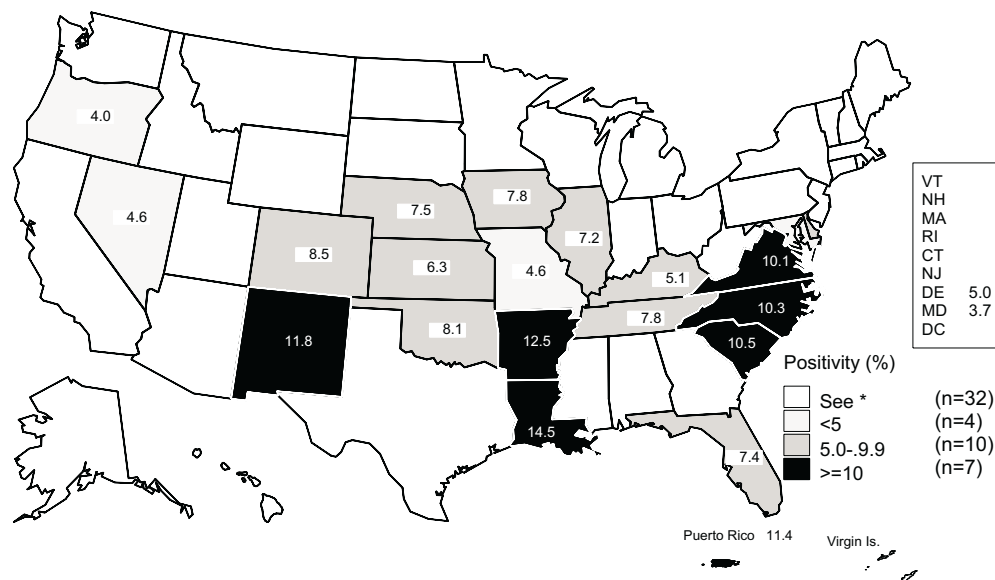 4.0
4.6
8.5
11.8
7.5
6.3
8.1
7.8
4.6
12.5
14.5
7.2
5.1
7.8
10.1
10.3
10.5
7.4
VT
NH
MA
RI
CT
NJ
DE 5.0
MD 3.7
DC
Positivity (%)
See * (n=32)
<5 (n=4)
5.0-.9.9 (n=10)
>=10 (n=7)
Puerto Rico 11.4 Virgin Is.